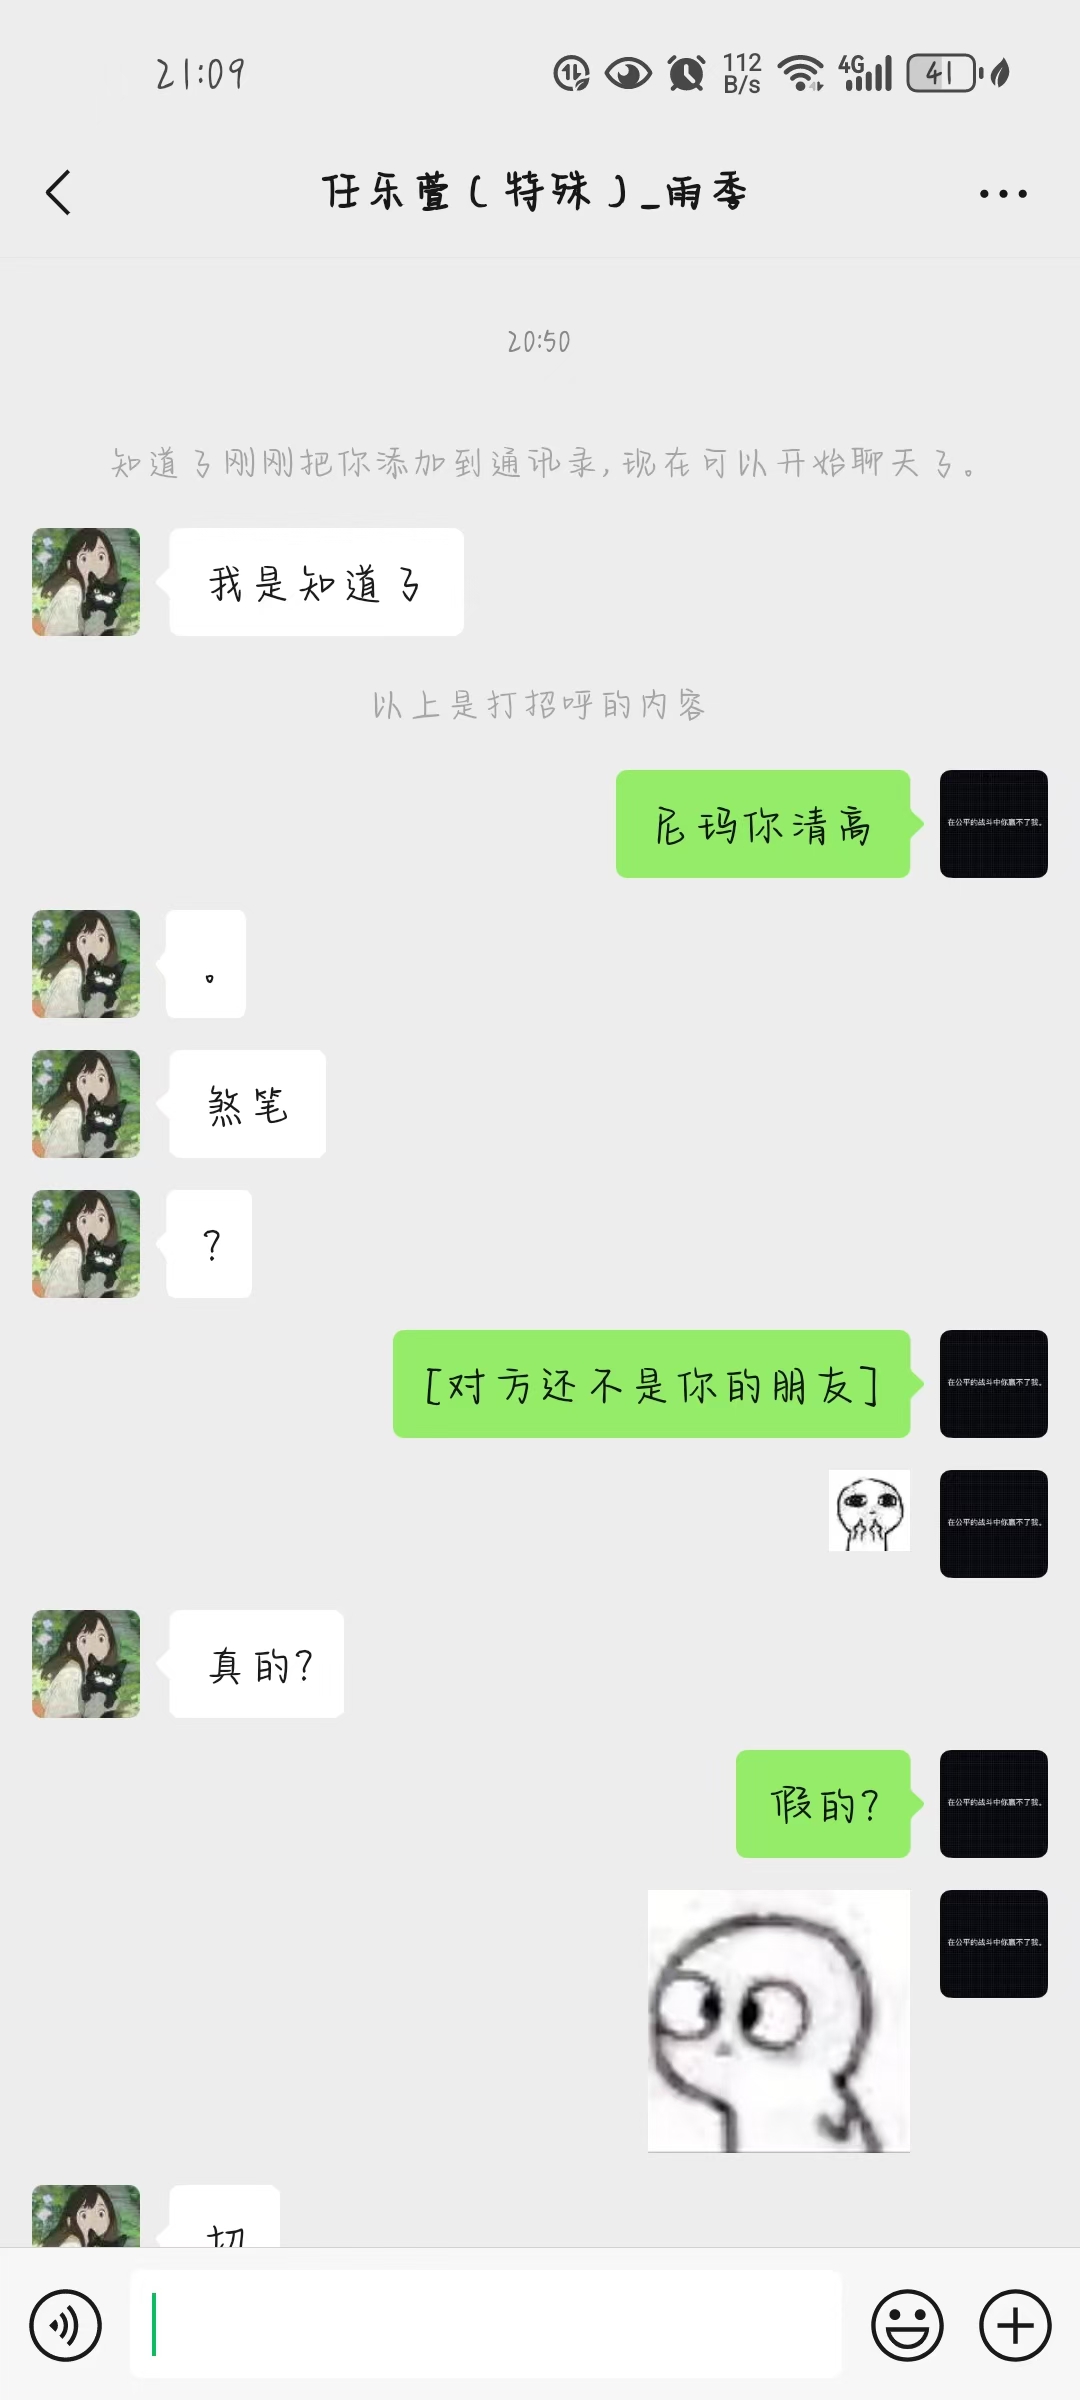 21:09
112
B/s
4G
41
任乐萱(特殊)_雨季
20:50
知道了刚刚把你添加到通讯录,现在可以开始聊天了。
我是知道了
以上是打招呼的内容
尼玛你清高
在公平的战斗中你赢不了我。
。
煞笔
?
[对方还不是你的朋友]
在公平的战斗中你赢不了我。
在公平的战斗中你赢不了我。
真的?
假的?
在公平的战斗中你赢不了我。
在公平的战斗中你赢不了我。
切